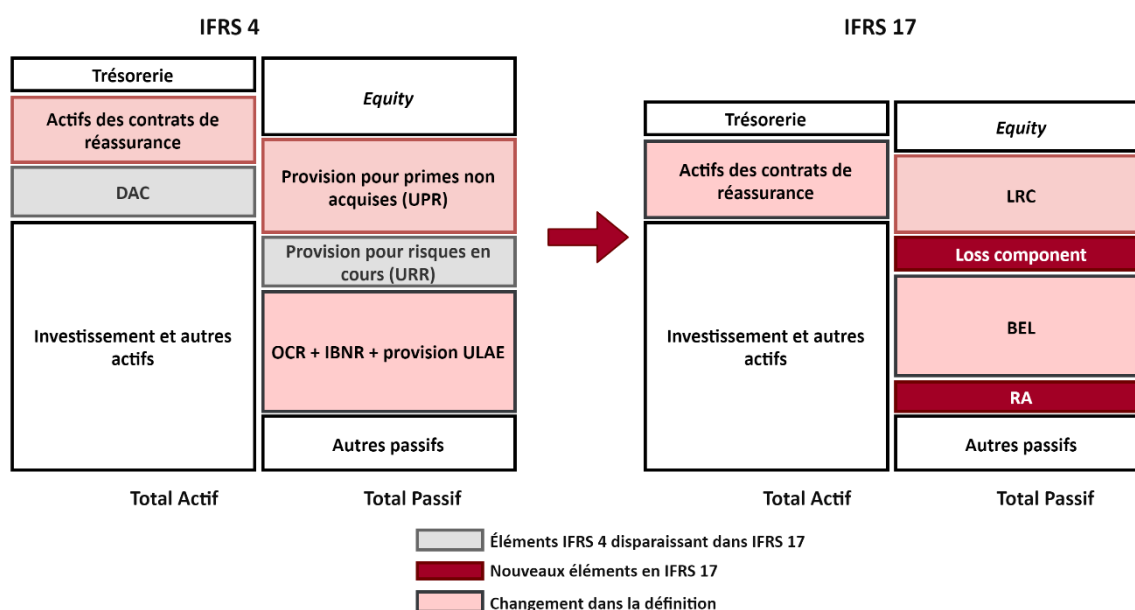 IFRS 4
Trésorerie
Actifs des contrats de
réassurance
DAC
Investissement et autres
actifs
Total Actif
Equity
Provision pour primes non
acquises (UPR)
Provision pour risques en
cours (URR)
OCR + IBNR + provision ULAE
Autres passifs
Total Passif
IFRS 17
Trésorerie
Actifs des contrats de
réassurance
Investissement et autres
actifs
Total Actif
Equity
LRC
Loss component
BEL
RA
Autres passifs
Total Passif
Éléments IFRS 4 disparaissant dans IFRS 17
Nouveaux éléments en IFRS 17
Changement dans la définition